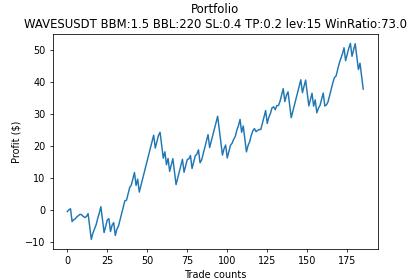 Portfolio
WAVESUSDT BBM:1.5 BBL:220 SL:0.4 TP:0.2 lev:15 WinRatio:73.0
50
40
30
20
10
0
−10
Profit ($)
0 25 50 75 100 125 150 175
Trade counts